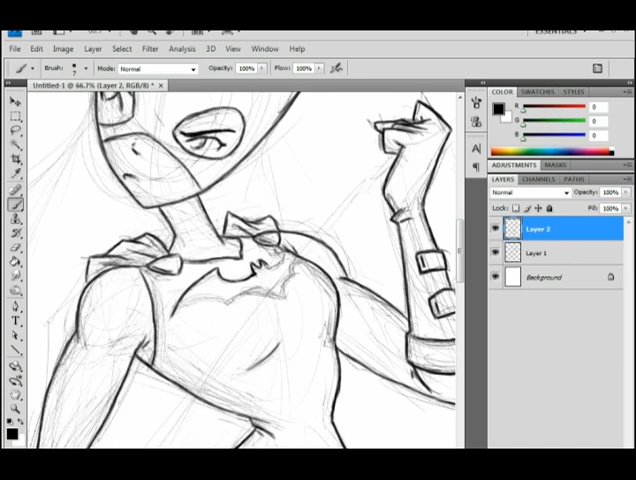 ESSENTIALS
File Edit Image Layer Select Filter Analysis 3D View Window Help
Brush: 7 Mode: Normal Opacity: 100% Flow: 100%
Untitled-1 @ 66.7% (Layer 2, RGB/8) *
COLOR SWATCHES STYLES
R 0
G 0
B 0
ADJUSTMENTS MASKS
LAYERS CHANNELS PATHS
Normal Opacity: 100%
Lock: Fill: 100%
Layer 2
Layer 1
Background